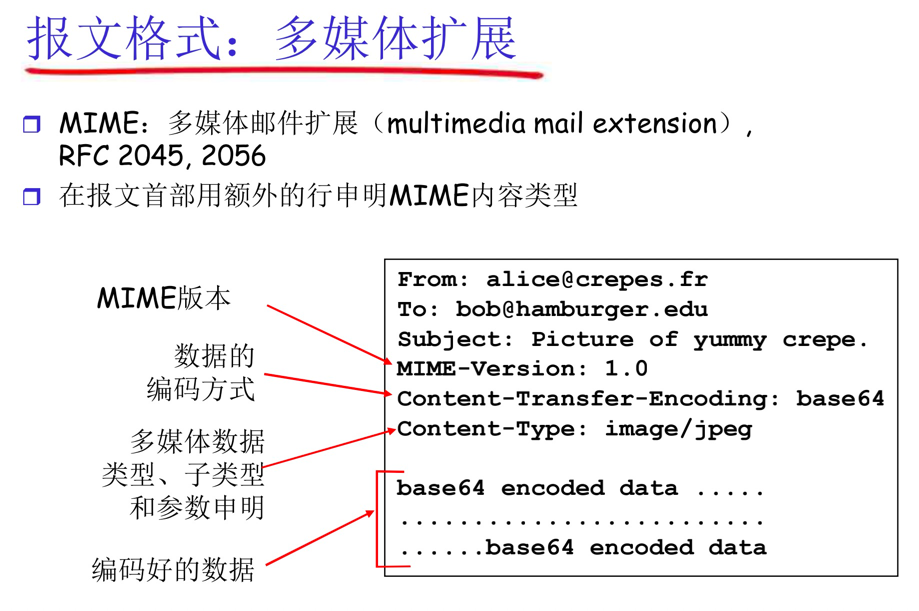 报文格式：多媒体扩展
MIME：多媒体邮件扩展（multimedia mail extension）,
RFC 2045, 2056
在报文首部用额外的行申明MIME内容类型
MIME版本
数据的
编码方式
多媒体数据
类型、子类型
和参数申明
编码好的数据
From: alice@crepes.fr
To: bob@hamburger.edu
Subject: Picture of yummy crepe.
MIME-Version: 1.0
Content-Transfer-Encoding: base64
Content-Type: image/jpeg
base64 encoded data .....
.........................
......base64 encoded data